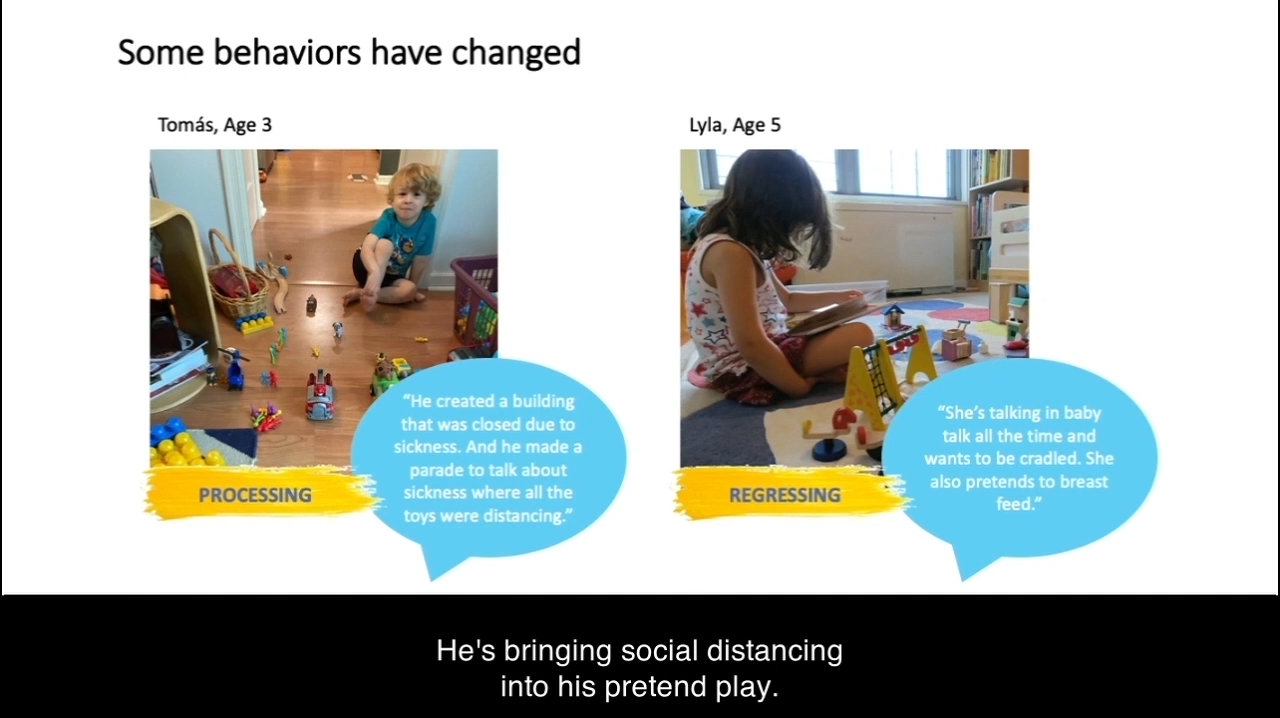 Some behaviors have changed
Tomás, Age 3
Lyla, Age 5
“He created a building
that was closed due to
sickness. And he made a
parade to talk about
sickness where all the
toys were distancing.”
PROCESSING
“She’s talking in baby
talk all the time and
wants to be cradled. She
also pretends to breast
feed.”
REGRESSING
He's bringing social distancing
into his pretend play.